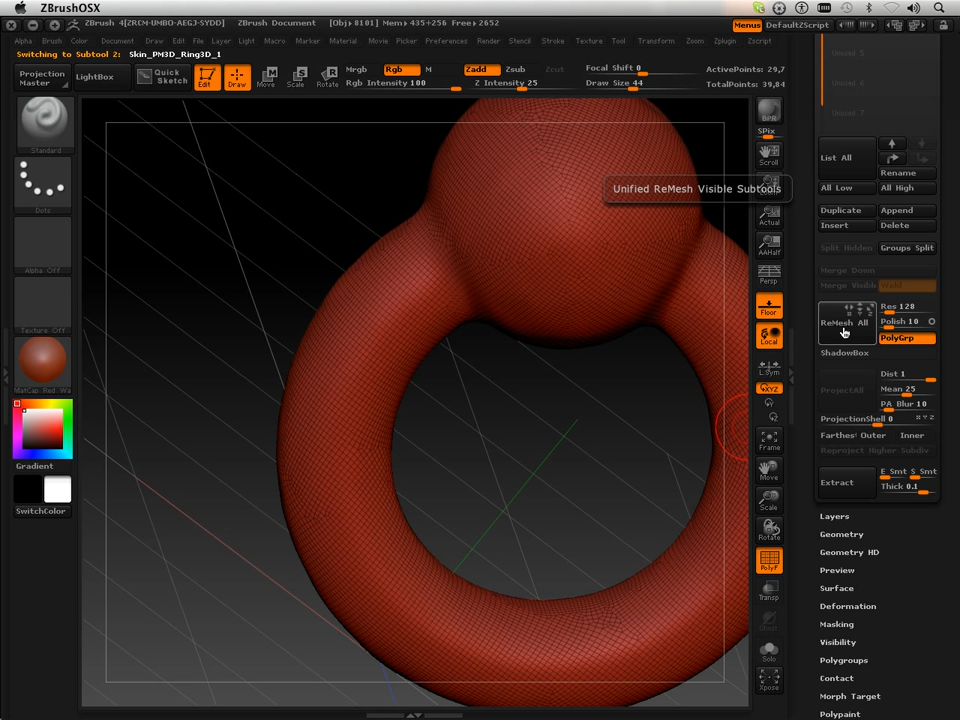 ZBrushOSX
ZBrush 4[ZRCM-UMBO-AEGJ-SYDD] ZBrush Document [Obj▸ 8101] Mem▸ 435+256 Free▸ 2652 Menus DefaultZScript
Alpha Brush Color Document Draw Edit File Layer Light Macro Marker Material Movie Picker Preferences Render Stencil Stroke Texture Tool Transform Zoom Zplugin Zscript
Switching to Subtool 2: Skin_PM3D_Ring3D_1
Projection Master
LightBox
Quick Sketch
Edit
Draw
Move
Scale
Rotate
Mrgb Rgb M
Rgb Intensity 100
Zadd Zsub Zcut
Z Intensity 25
Focal Shift 0
Draw Size 44
ActivePoints: 29,7
TotalPoints: 39,84
Standard
Dots
Alpha Off
Texture Off
MatCap Red Wa
Gradient
SwitchColor
Unified ReMesh Visible Subtools
BPR
SPix
Scroll
Actual
AAHalf
Persp
Floor
Local
L.Sym
XYZ
Frame
Move
Scale
Rotate
PolyF
Transp
Solo
Xpose
List All
Rename
All Low All High
Duplicate Append
Insert Delete
Split Hidden Groups Split
Merge Down
Merge Visible Weld
ReMesh All
Res 128
Polish 10
PolyGrp
ShadowBox
ProjectAll
Dist 1
Mean 25
PA Blur 10
ProjectionShell 0
Farthest Outer Inner
Reproject Higher Subdiv
Extract
E Smt S Smt
Thick 0.1
Layers
Geometry
Geometry HD
Preview
Surface
Deformation
Masking
Visibility
Polygroups
Contact
Morph Target
Polypaint